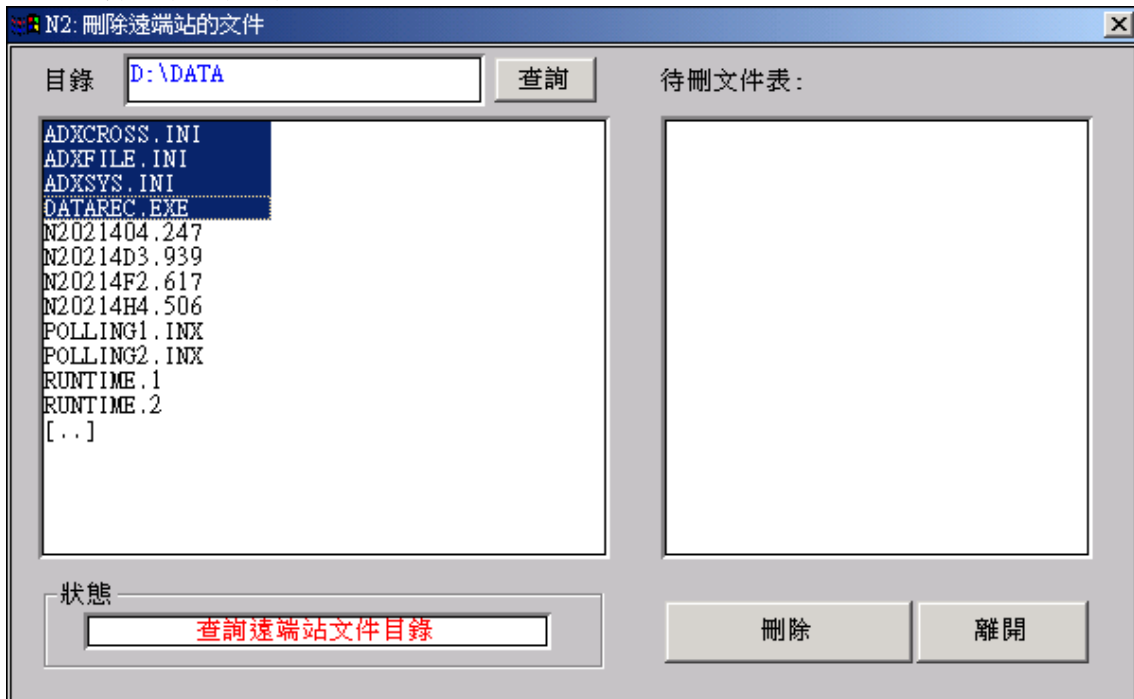 N2: 刪除遠端站的文件
目錄
D:\DATA
查詢
待刪文件表:
ADXCROSS.INI
ADXFILE.INI
ADXSYS.INI
DATAREC.EXE
N2021404.247
N20214D3.939
N20214F2.617
N20214H4.506
POLLING1.INX
POLLING2.INX
RUNTIME.1
RUNTIME.2
[..]
狀態
查詢遠端站文件目錄
刪除
離開